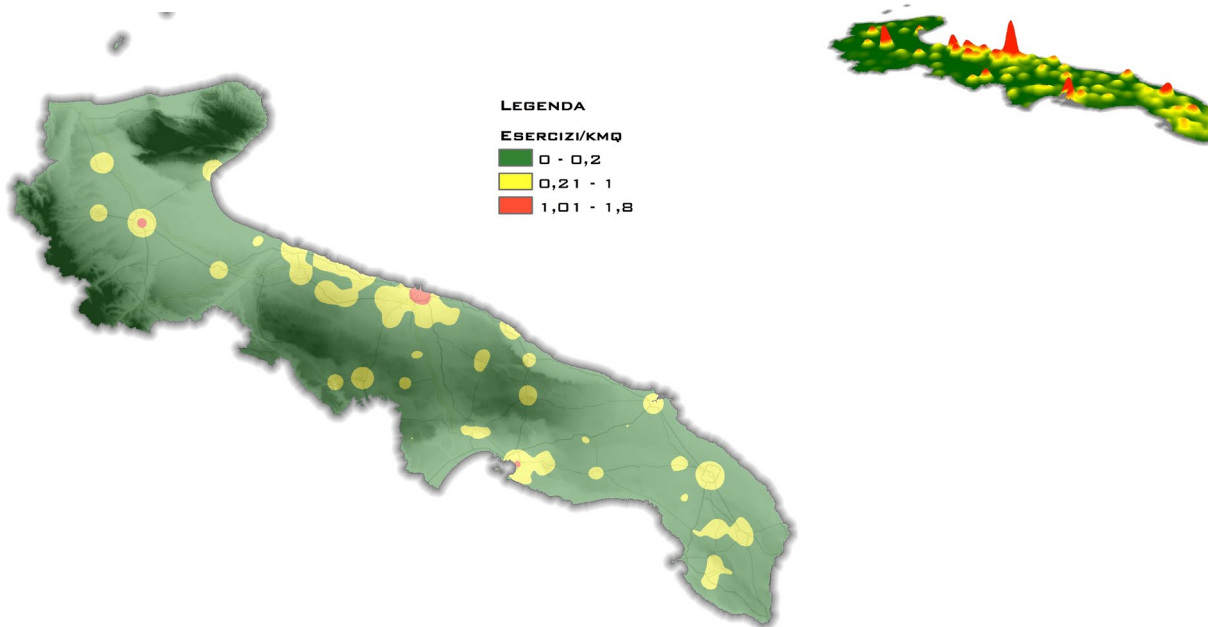 LEGENDA
ESERCIZI/KMQ
0 - 0,2
0,21 - 1
1,01 - 1,8